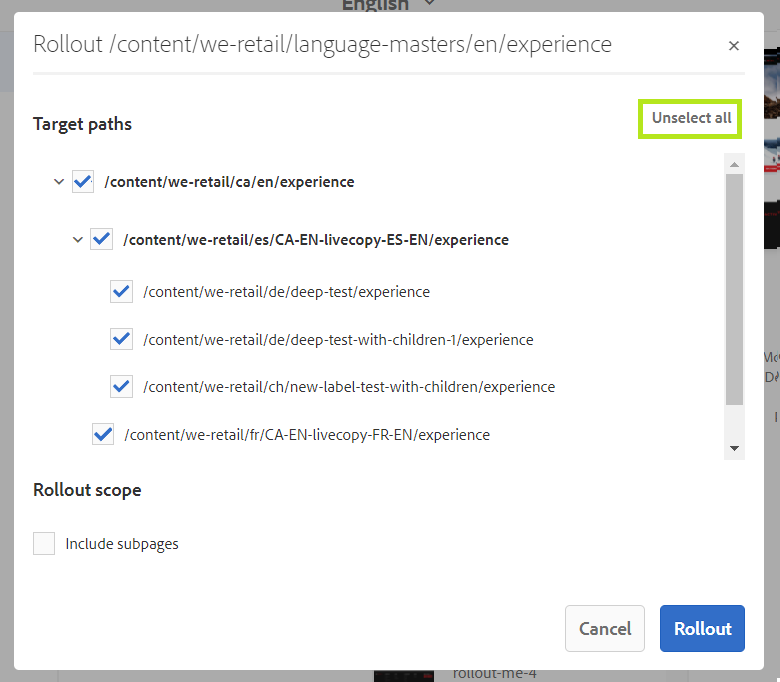 English
Rollout /content/we-retail/language-masters/en/experience
Target paths
Unselect all
/content/we-retail/ca/en/experience
/content/we-retail/es/CA-EN-livecopy-ES-EN/experience
/content/we-retail/de/deep-test/experience
/content/we-retail/de/deep-test-with-children-1/experience
/content/we-retail/ch/new-label-test-with-children/experience
/content/we-retail/fr/CA-EN-livecopy-FR-EN/experience
Rollout scope
Include subpages
Cancel
Rollout
rollout-me-4